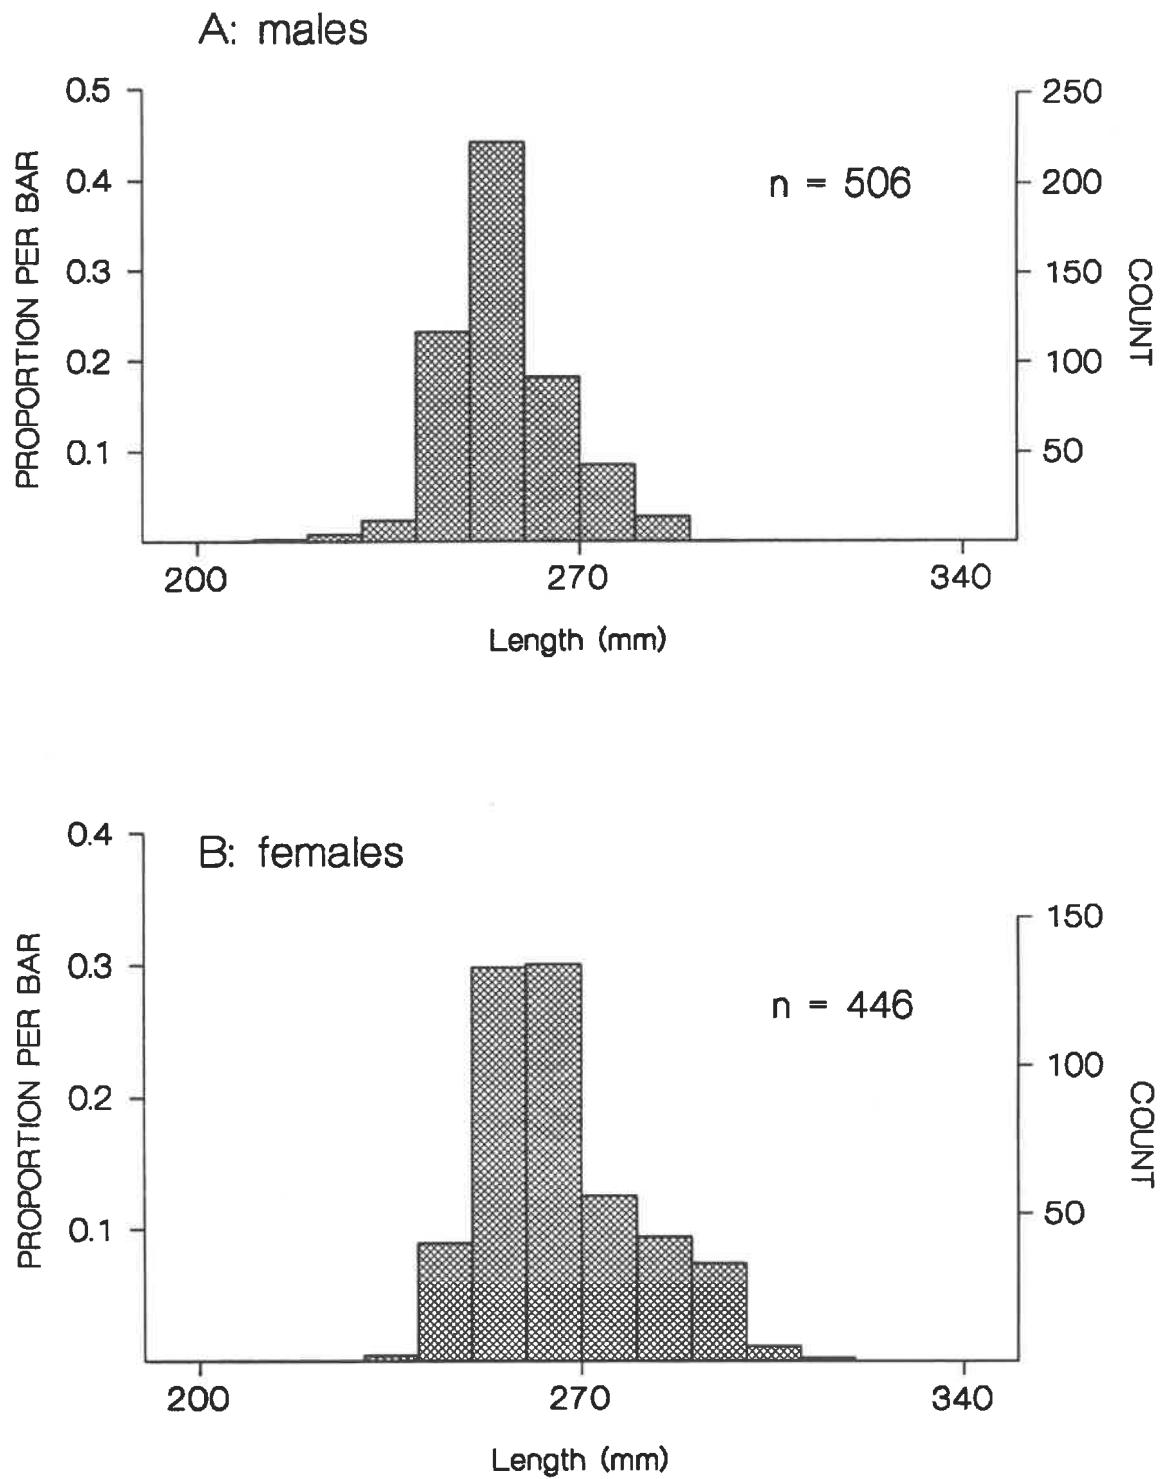 A: males
PROPORTION PER BAR
0.5
0.4
0.3
0.2
0.1
250
200
150
100
50
COUNT
n = 506
200 270 340
Length (mm)
B: females
PROPORTION PER BAR
0.4
0.3
0.2
0.1
150
100
50
COUNT
n = 446
200 270 340
Length (mm)